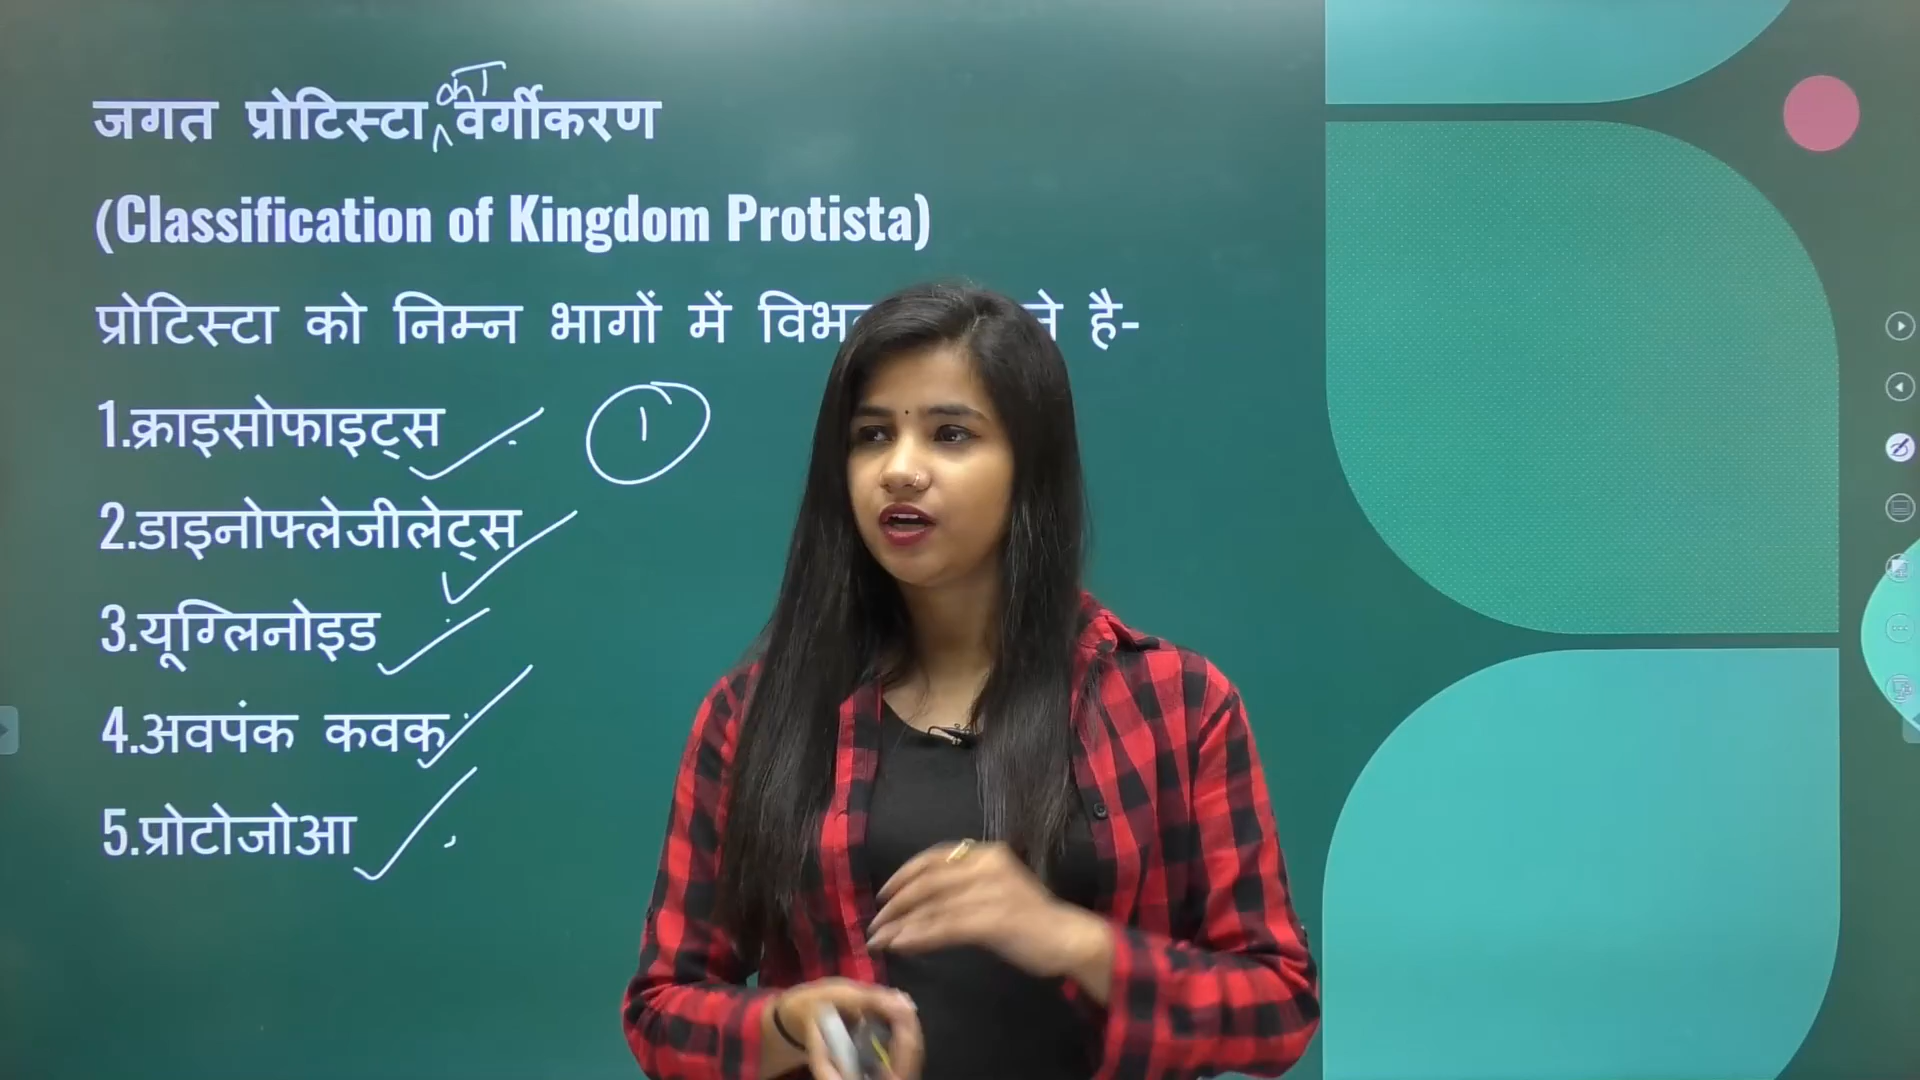 जगत प्रोटिस्टा का वर्गीकरण
(Classification of Kingdom Protista)
प्रोटिस्टा को निम्न भागों में है-
1.क्राइसोफाइट्स
1
2.डाइनोफ्लेजीलेट्स
3.यूग्लिनोइड
4.अवपंक कवक
5.प्रोटोजोआ